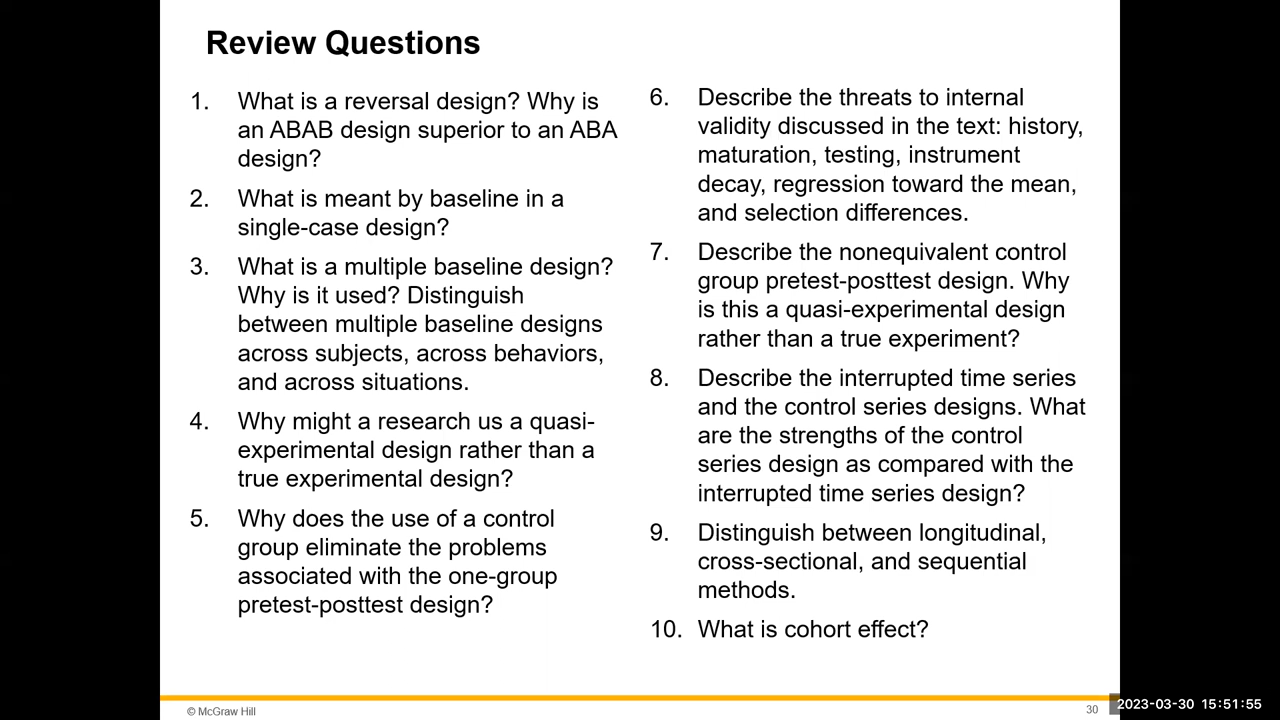 Review Questions
1. What is a reversal design? Why is
an ABAB design superior to an ABA
design?
2. What is meant by baseline in a
single-case design?
3. What is a multiple baseline design?
Why is it used? Distinguish
between multiple baseline designs
across subjects, across behaviors,
and across situations.
4. Why might a research us a quasi-
experimental design rather than a
true experimental design?
5. Why does the use of a control
group eliminate the problems
associated with the one-group
pretest-posttest design?
6. Describe the threats to internal
validity discussed in the text: history,
maturation, testing, instrument
decay, regression toward the mean,
and selection differences.
7. Describe the nonequivalent control
group pretest-posttest design. Why
is this a quasi-experimental design
rather than a true experiment?
8. Describe the interrupted time series
and the control series designs. What
are the strengths of the control
series design as compared with the
interrupted time series design?
9. Distinguish between longitudinal,
cross-sectional, and sequential
methods.
10. What is cohort effect?
© McGraw Hill
30
2023-03-30 15:51:55